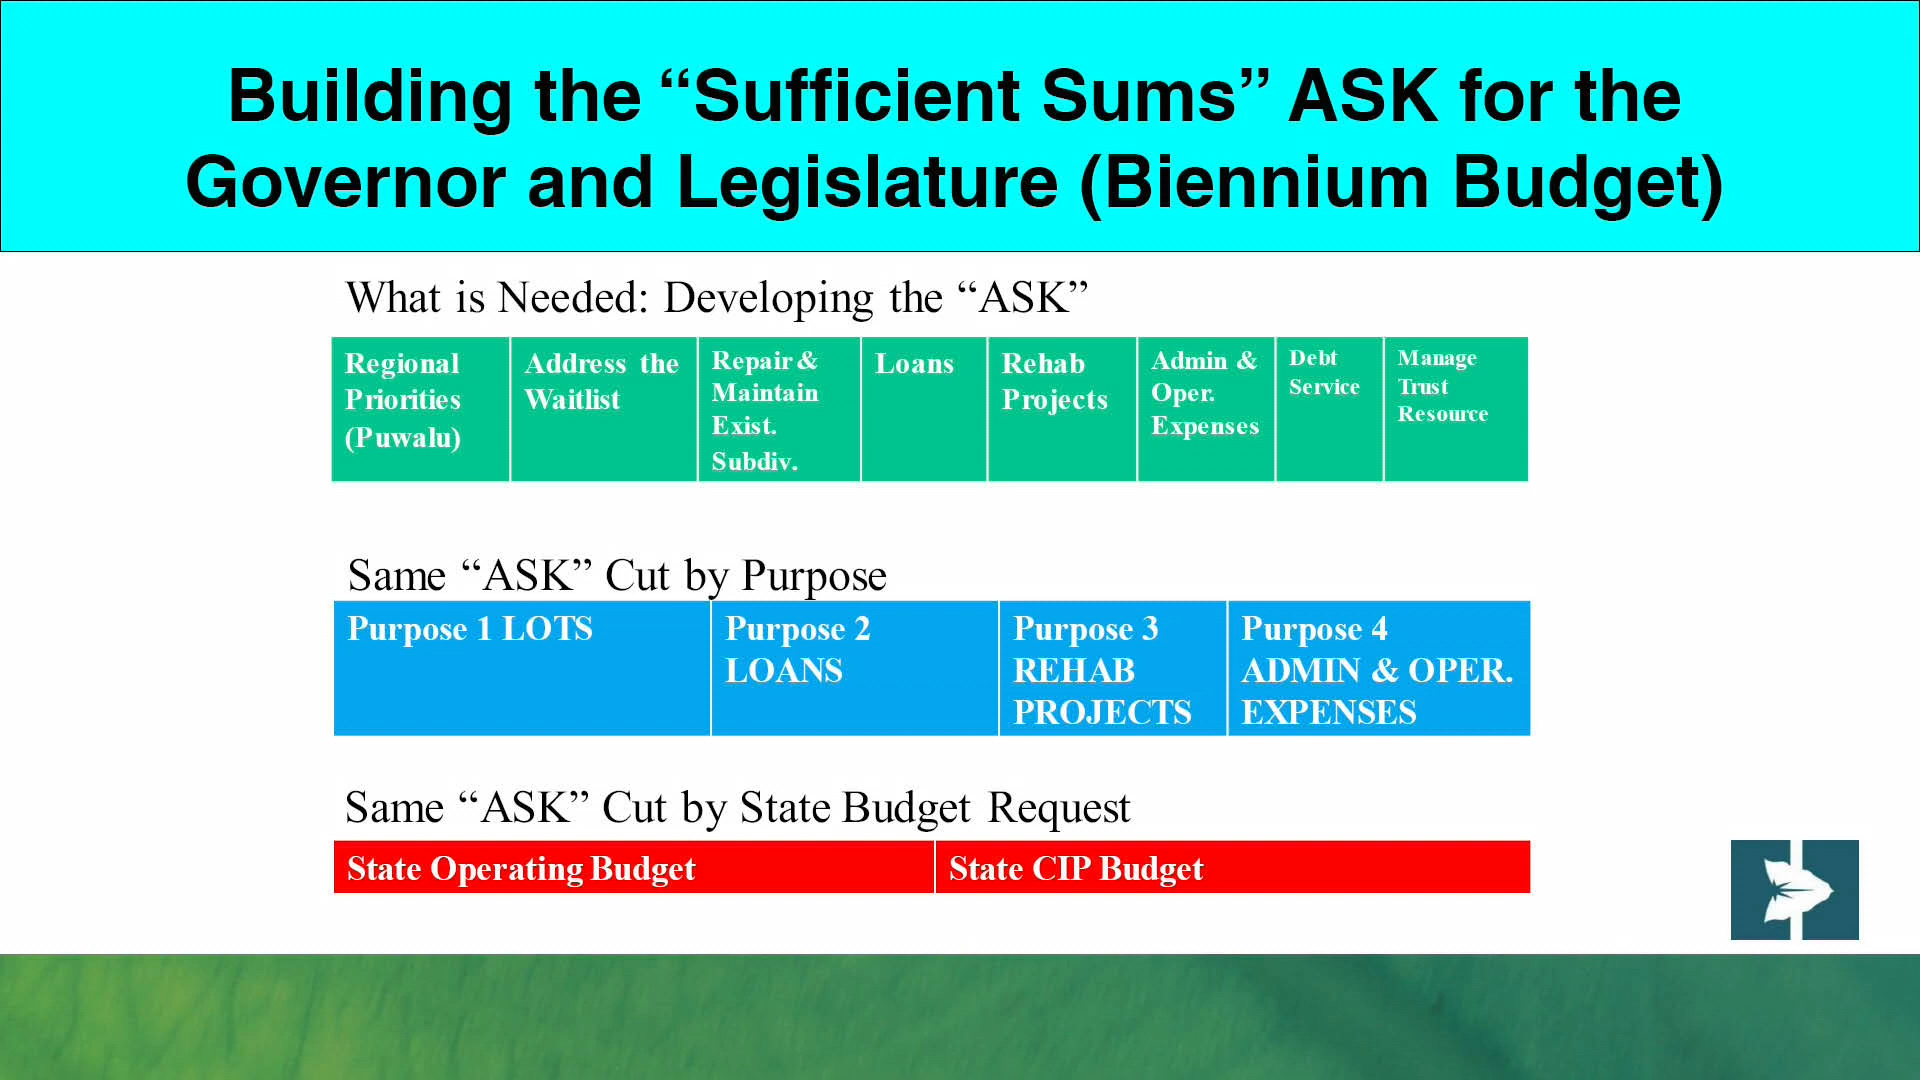 Building the “Sufficient Sums” ASK for the
Governor and Legislature (Biennium Budget)
What is Needed: Developing the “ASK”
Regional
Priorities
(Puwalu)
Address the
Waitlist
Repair &
Maintain
Exist.
Subdiv.
Loans
Rehab
Projects
Admin &
Oper.
Expenses
Debt
Service
Manage
Trust
Resource
Same “ASK” Cut by Purpose
Purpose 1 LOTS
Purpose 2
LOANS
Purpose 3
REHAB
PROJECTS
Purpose 4
ADMIN & OPER.
EXPENSES
Same “ASK” Cut by State Budget Request
State Operating Budget
State CIP Budget